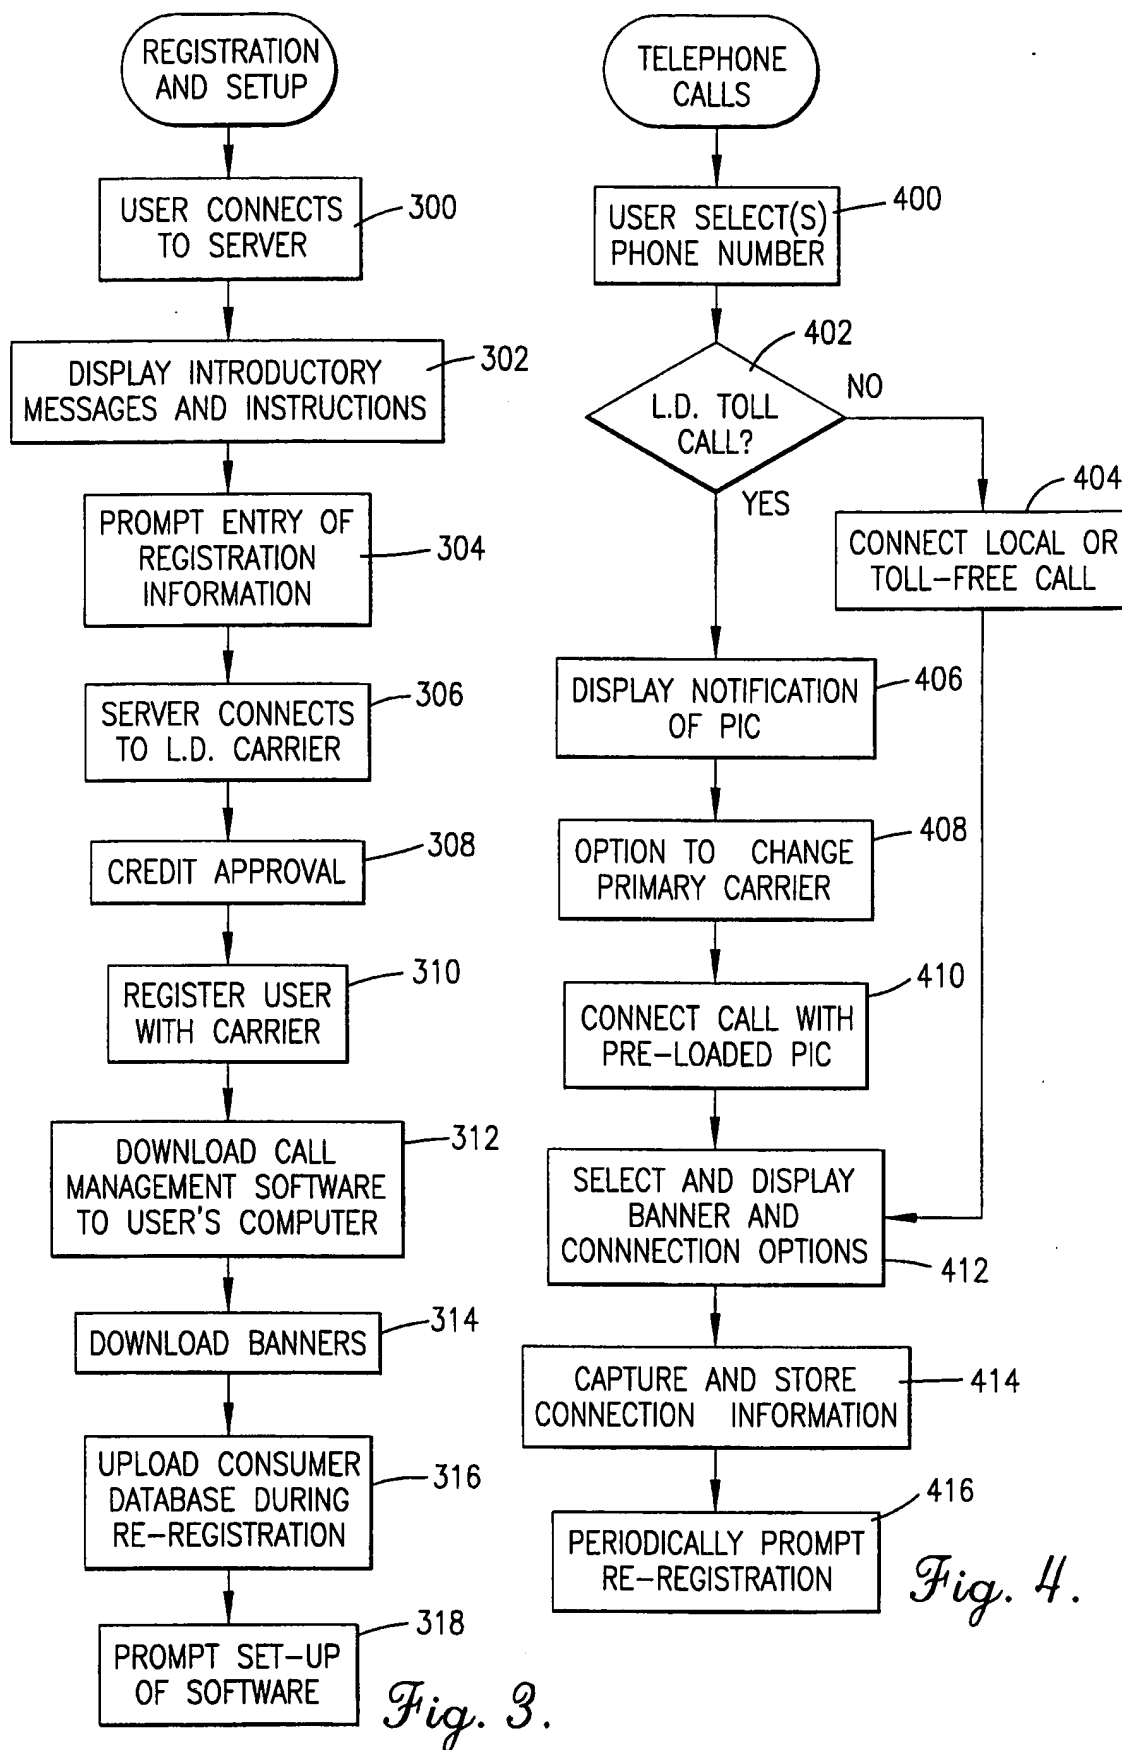 REGISTRATION
AND SETUP
USER CONNECTS
TO SERVER
300
DISPLAY INTRODUCTORY
MESSAGES AND INSTRUCTIONS
302
PROMPT ENTRY OF
REGISTRATION
INFORMATION
304
SERVER CONNECTS
TO L.D. CARRIER
306
CREDIT APPROVAL
308
REGISTER USER
WITH CARRIER
310
DOWNLOAD CALL
MANAGEMENT SOFTWARE
TO USER'S COMPUTER
312
DOWNLOAD BANNERS
314
UPLOAD CONSUMER
DATABASE DURING
RE-REGISTRATION
316
PROMPT SET-UP
OF SOFTWARE
318
Fig. 3.
TELEPHONE
CALLS
USER SELECT(S)
PHONE NUMBER
400
L.D. TOLL
CALL?
402
NO
YES
404
CONNECT LOCAL OR
TOLL-FREE CALL
DISPLAY NOTIFICATION
OF PIC
406
OPTION TO CHANGE
PRIMARY CARRIER
408
CONNECT CALL WITH
PRE-LOADED PIC
410
SELECT AND DISPLAY
BANNER AND
CONNNECTION OPTIONS
412
CAPTURE AND STORE
CONNECTION INFORMATION
414
PERIODICALLY PROMPT
RE-REGISTRATION
416
Fig. 4.